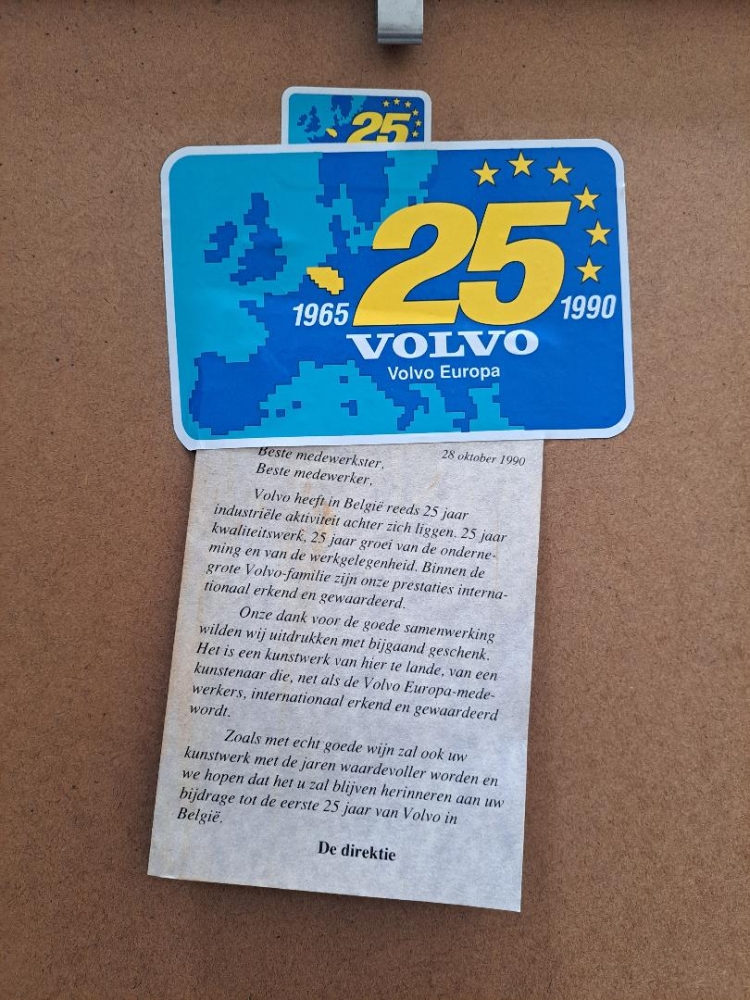 25
25
1965
1990
VOLVO
Volvo Europa
28 oktober 1990
Beste medewerkster,
Beste medewerker,
Volvo heeft in België reeds 25 jaar
industriële aktiviteit achter zich liggen. 25 jaar
kwaliteitswerk, 25 jaar groei van de onderne-
ming en van de werkgelegenheid. Binnen de
grote Volvo-familie zijn onze prestaties interna-
tionaal erkend en gewaardeerd.
Onze dank voor de goede samenwerking
wilden wij uitdrukken met bijgaand geschenk.
Het is een kunstwerk van hier te lande, van een
kunstenaar die, net als de Volvo Europa-mede-
werkers, internationaal erkend en gewaardeerd
wordt.
Zoals met echt goede wijn zal ook uw
kunstwerk met de jaren waardevoller worden en
we hopen dat het u zal blijven herinneren aan uw
bijdrage tot de eerste 25 jaar van Volvo in
België.
De direktie